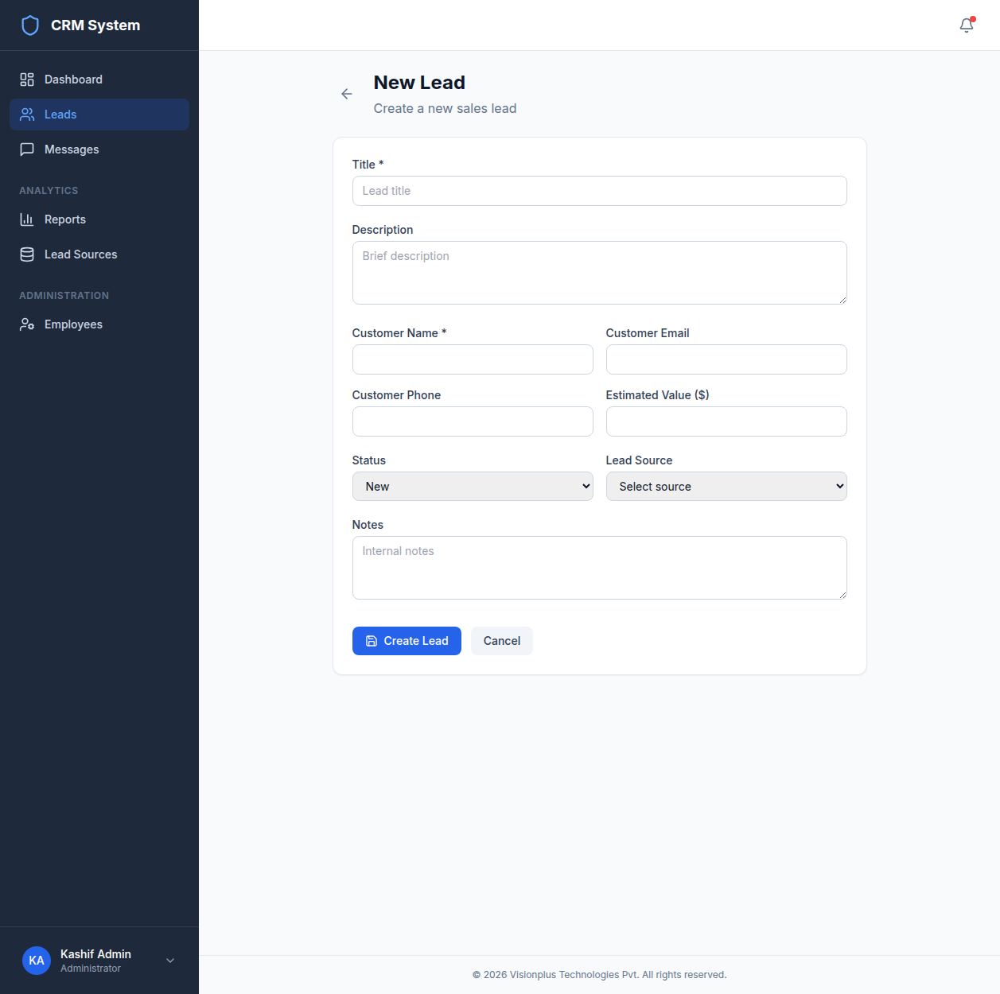 CRM System
Dashboard
Leads
Messages
ANALYTICS
Reports
Lead Sources
ADMINISTRATION
Employees
KA
Kashif Admin
Administrator
New Lead
Create a new sales lead
Title *
Lead title
Description
Brief description
Customer Name *
Customer Email
Customer Phone
Estimated Value ($)
Status
Lead Source
New
Select source
Notes
Internal notes
Create Lead
Cancel
© 2026 Visionplus Technologies Pvt. All rights reserved.